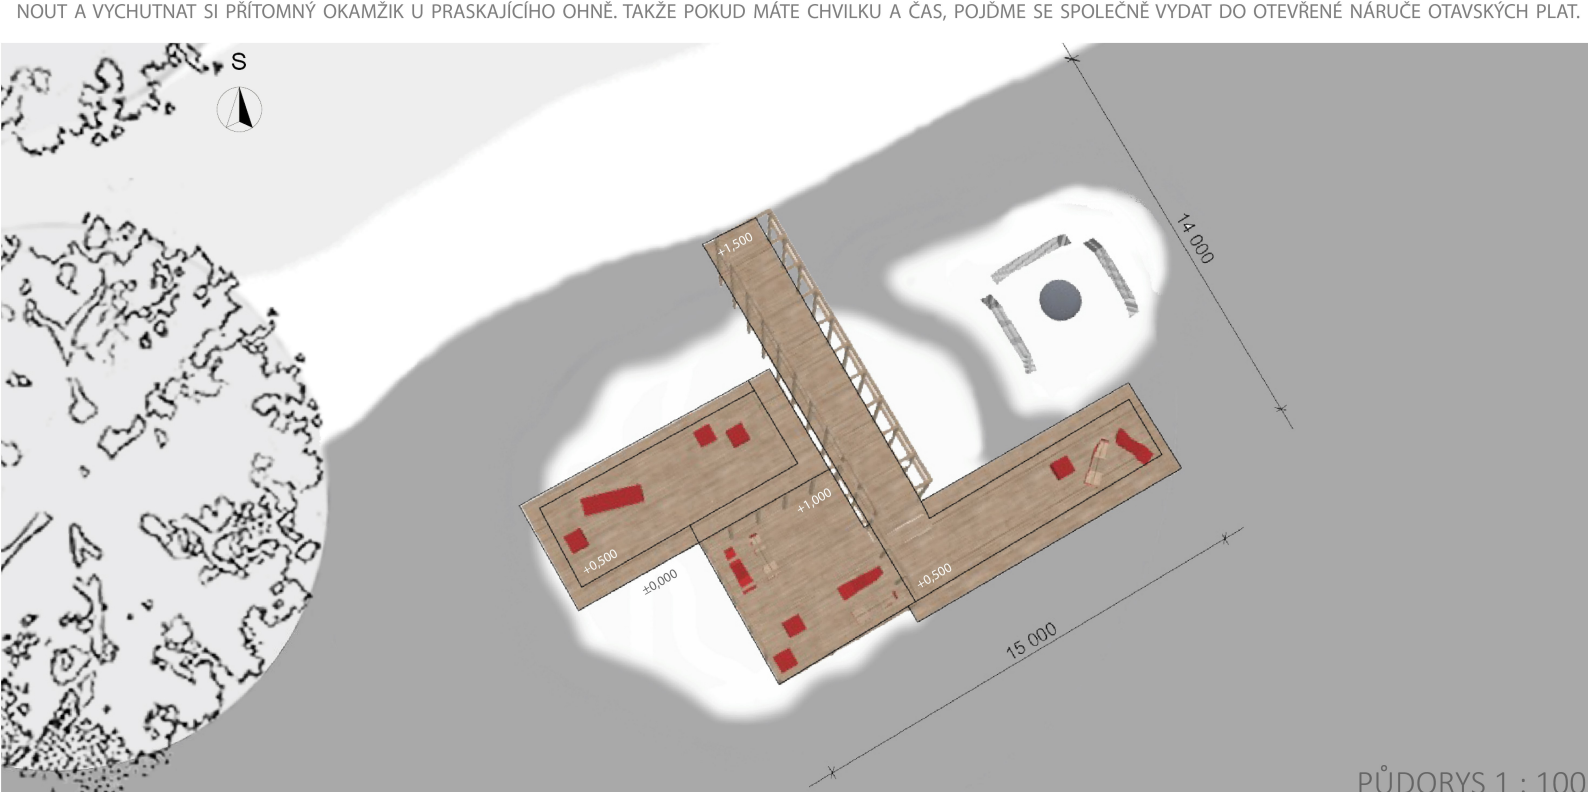 NOUT A VYCHUTNAT SI PŘÍTOMNÝ OKAMŽIK U PRASKAJÍCÍHO OHNĚ. TAKŽE POKUD MÁTE CHVILKU A ČAS, POJĎME SE SPOLEČNĚ VYDAT DO OTEVŘENÉ NÁRUČE OTAVSKÝCH PLAT.
S
14 000
+1,500
+1,000
+0,500
±0,000
+0,500
15 000
PŮDORYS 1 : 100